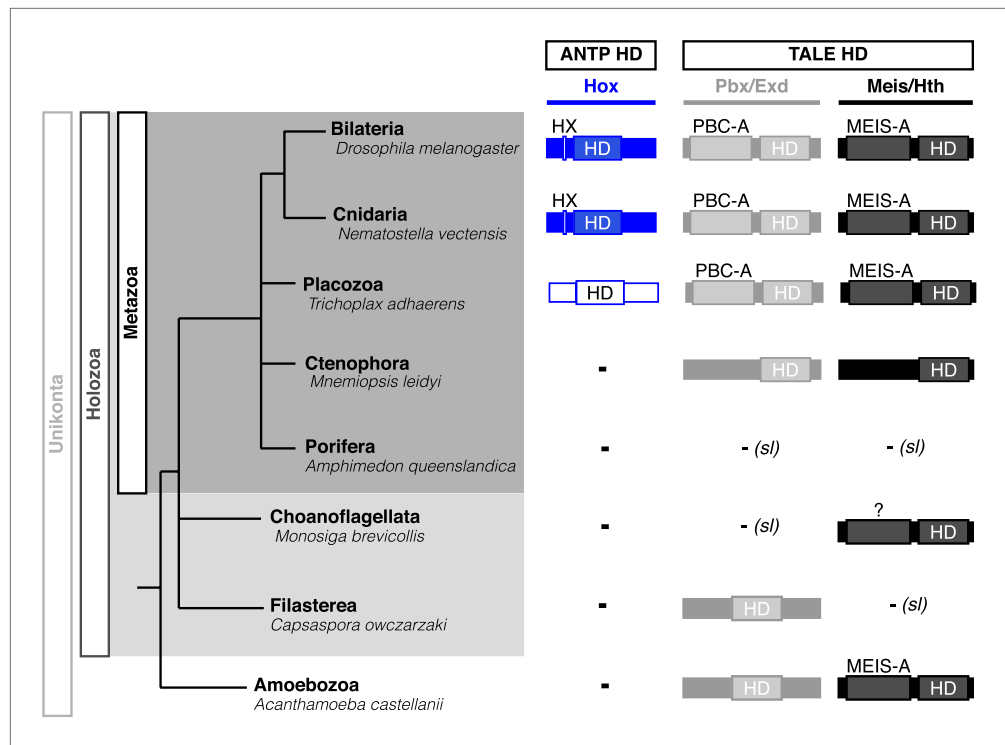 ANTP HD
TALE HD
Hox
Pbx/Exd
Meis/Hth
Unikonta
Holozoa
Metazoa
Bilateria
Drosophila melanogaster
HX
HD
PBC-A
HD
MEIS-A
HD
Cnidaria
Nematostella vectensis
HX
HD
PBC-A
HD
MEIS-A
HD
Placozoa
Trichoplax adhaerens
HD
PBC-A
HD
MEIS-A
HD
Ctenophora
Mnemiopsis leidyi
-
HD
HD
Porifera
Amphimedon queenslandica
-
- (sl)
- (sl)
Choanoflagellata
Monosiga brevicollis
-
- (sl)
?
HD
Filasterea
Capsaspora owczarzaki
-
HD
- (sl)
Amoebozoa
Acanthamoeba castellanii
-
HD
MEIS-A
HD